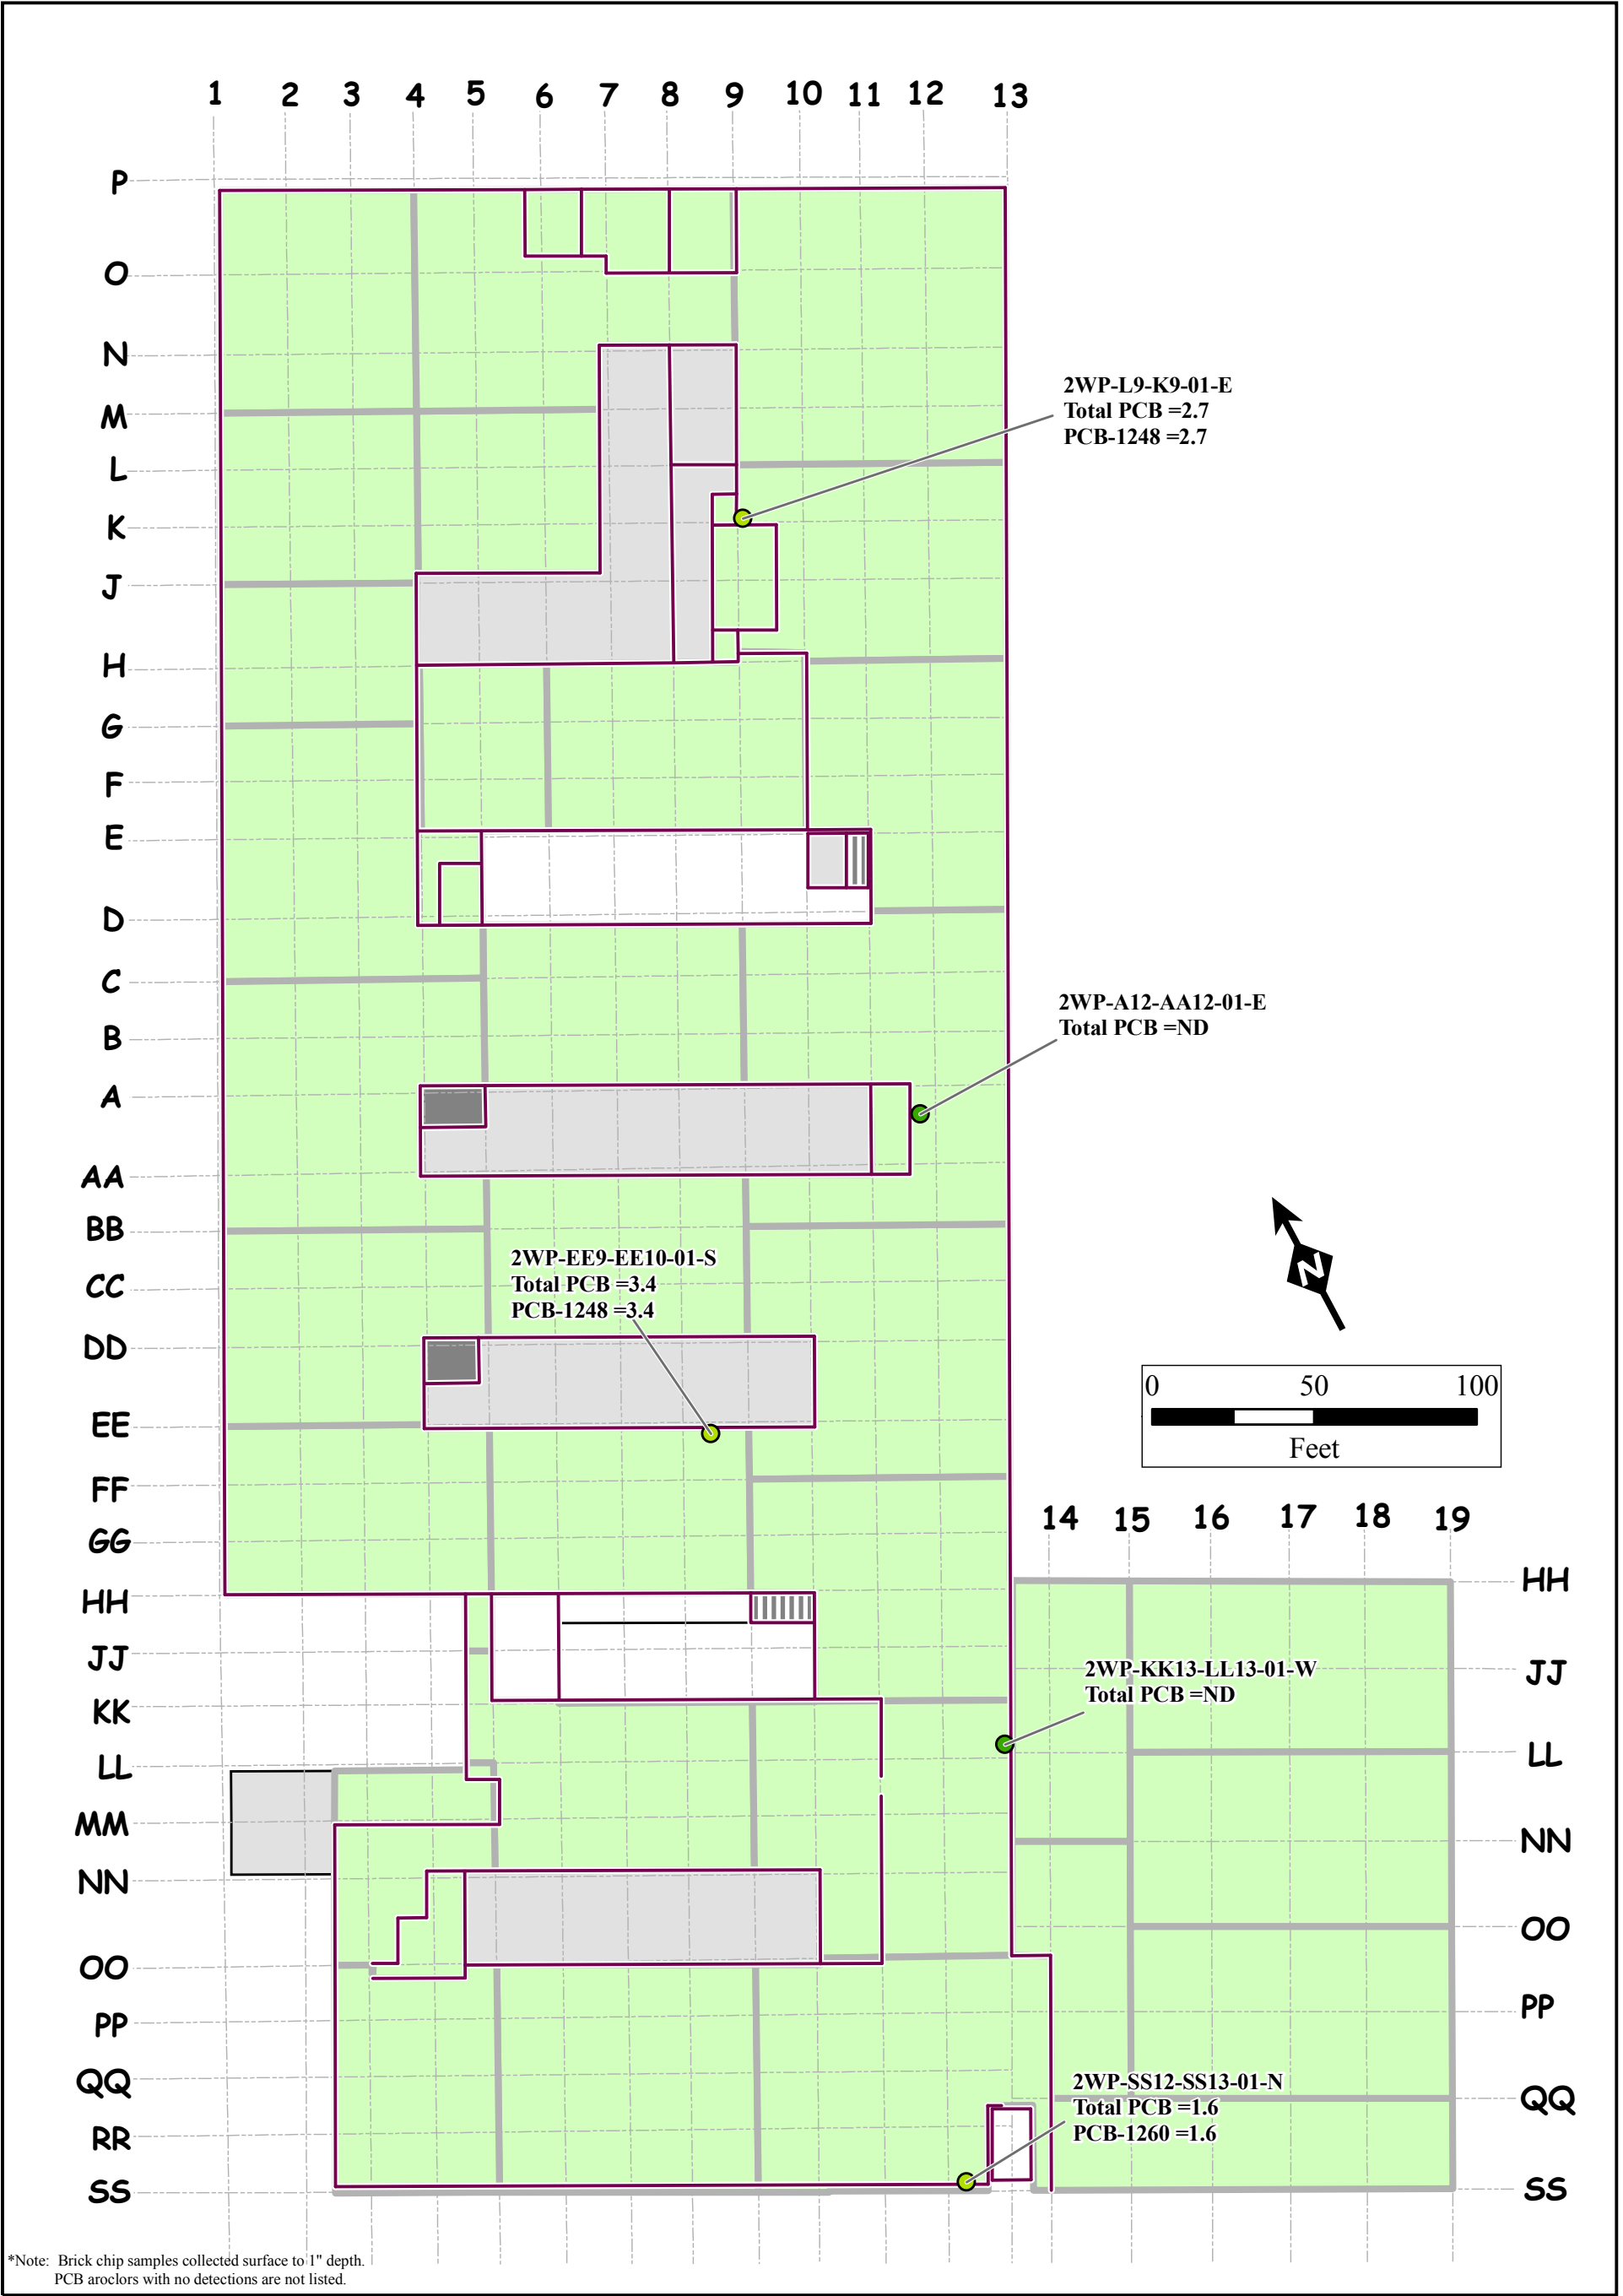 1 2 3 4 5 6 7 8 9 10 11 12 13
P
O
N
2WP-L9-K9-01-E
Total PCB =2.7
PCB-1248 =2.7
M
L
K
J
H
G
F
E
D
C
2WP-A12-AA12-01-E
Total PCB =ND
B
A
AA
BB
N
2WP-EE9-EE10-01-S
Total PCB =3.4
PCB-1248 =3.4
CC
DD
0 50 100
Feet
EE
FF
14 15 16 17 18 19
GG
HH HH
JJ JJ
2WP-KK13-LL13-01-W
Total PCB =ND
KK
LL LL
MM
NN NN
OO OO
PP PP
QQ QQ
2WP-SS12-SS13-01-N
Total PCB =1.6
PCB-1260 =1.6
RR
SS SS
*Note: Brick chip samples collected surface to 1" depth.
PCB aroclors with no detections are not listed.